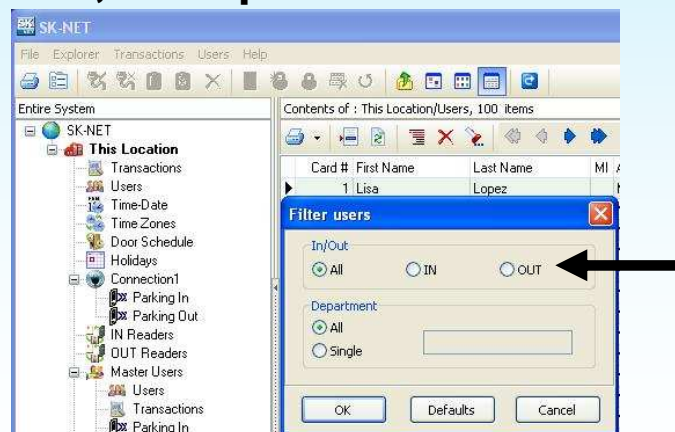 SK-NET
File Explorer Transactions Users Help
Entire System
Contents of : This Location/Users, 100 items
SK-NET
This Location
Transactions
Users
Time-Date
Time Zones
Door Schedule
Holidays
Connection1
Parking In
Parking Out
IN Readers
OUT Readers
Master Users
Users
Transactions
Parking In
Card # First Name Last Name MI
1 Lisa Lopez
Filter users
In/Out
All IN OUT
Department
All
Single
OK Defaults Cancel